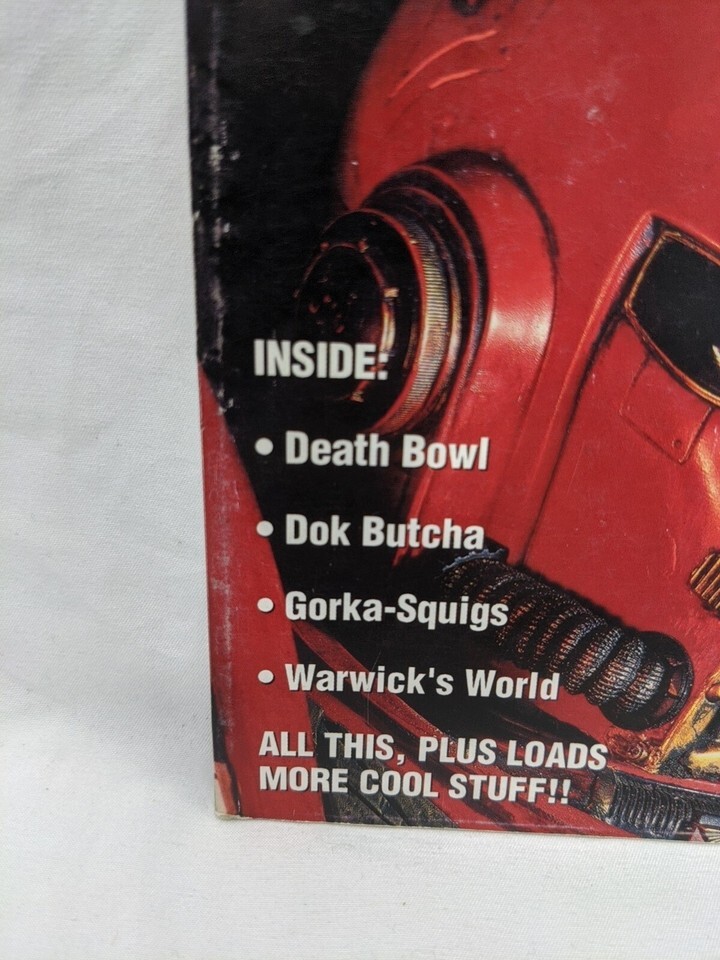 INSIDE:
• Death Bowl
• Dok Butcha
• Gorka-Squigs
• Warwick's World
ALL THIS, PLUS LOADS
MORE COOL STUFF!!